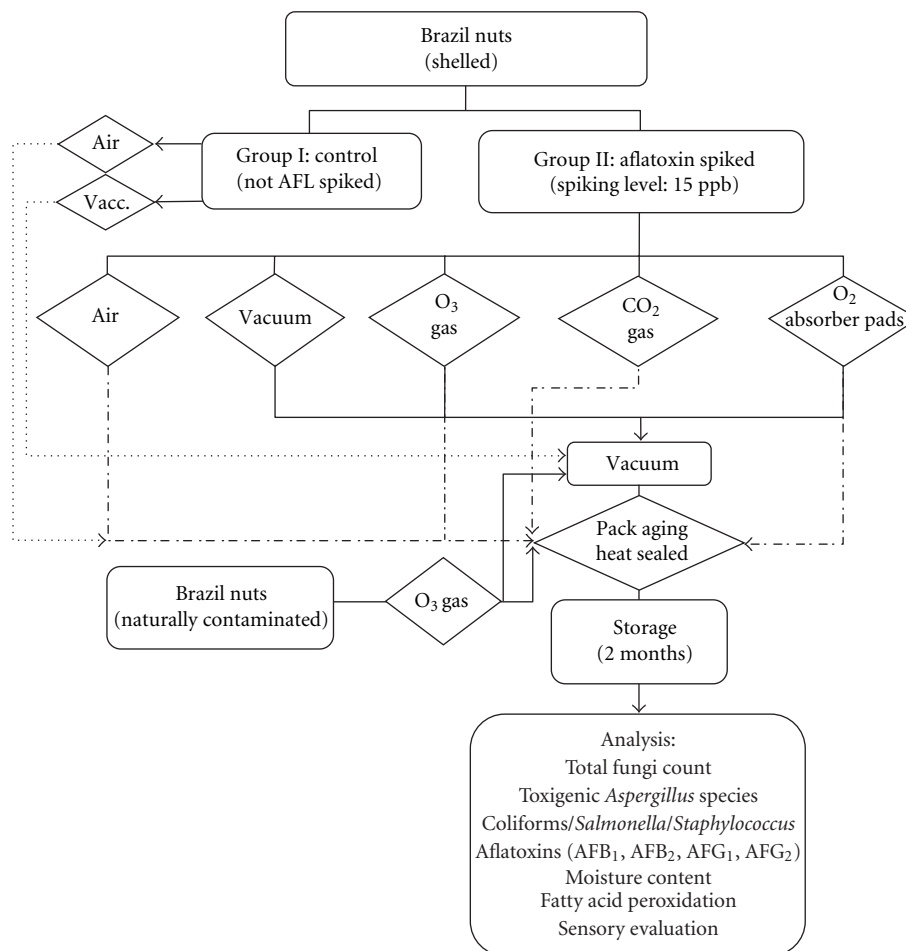 Brazil nuts
(shelled)
Air
Group I: control
(not AFL spiked)
Group II: aflatoxin spiked
(spiking level: 15 ppb)
Vacc.
Air
Vacuum
O₃
gas
CO₂
gas
O₂
absorber pads
Vacuum
Pack aging
heat sealed
Brazil nuts
(naturally contaminated)
O₃ gas
Storage
(2 months)
Analysis:
Total fungi count
Toxigenic Aspergillus species
Coliforms/Salmonella/Staphylococcus
Aflatoxins (AFB₁, AFB₂, AFG₁, AFG₂)
Moisture content
Fatty acid peroxidation
Sensory evaluation